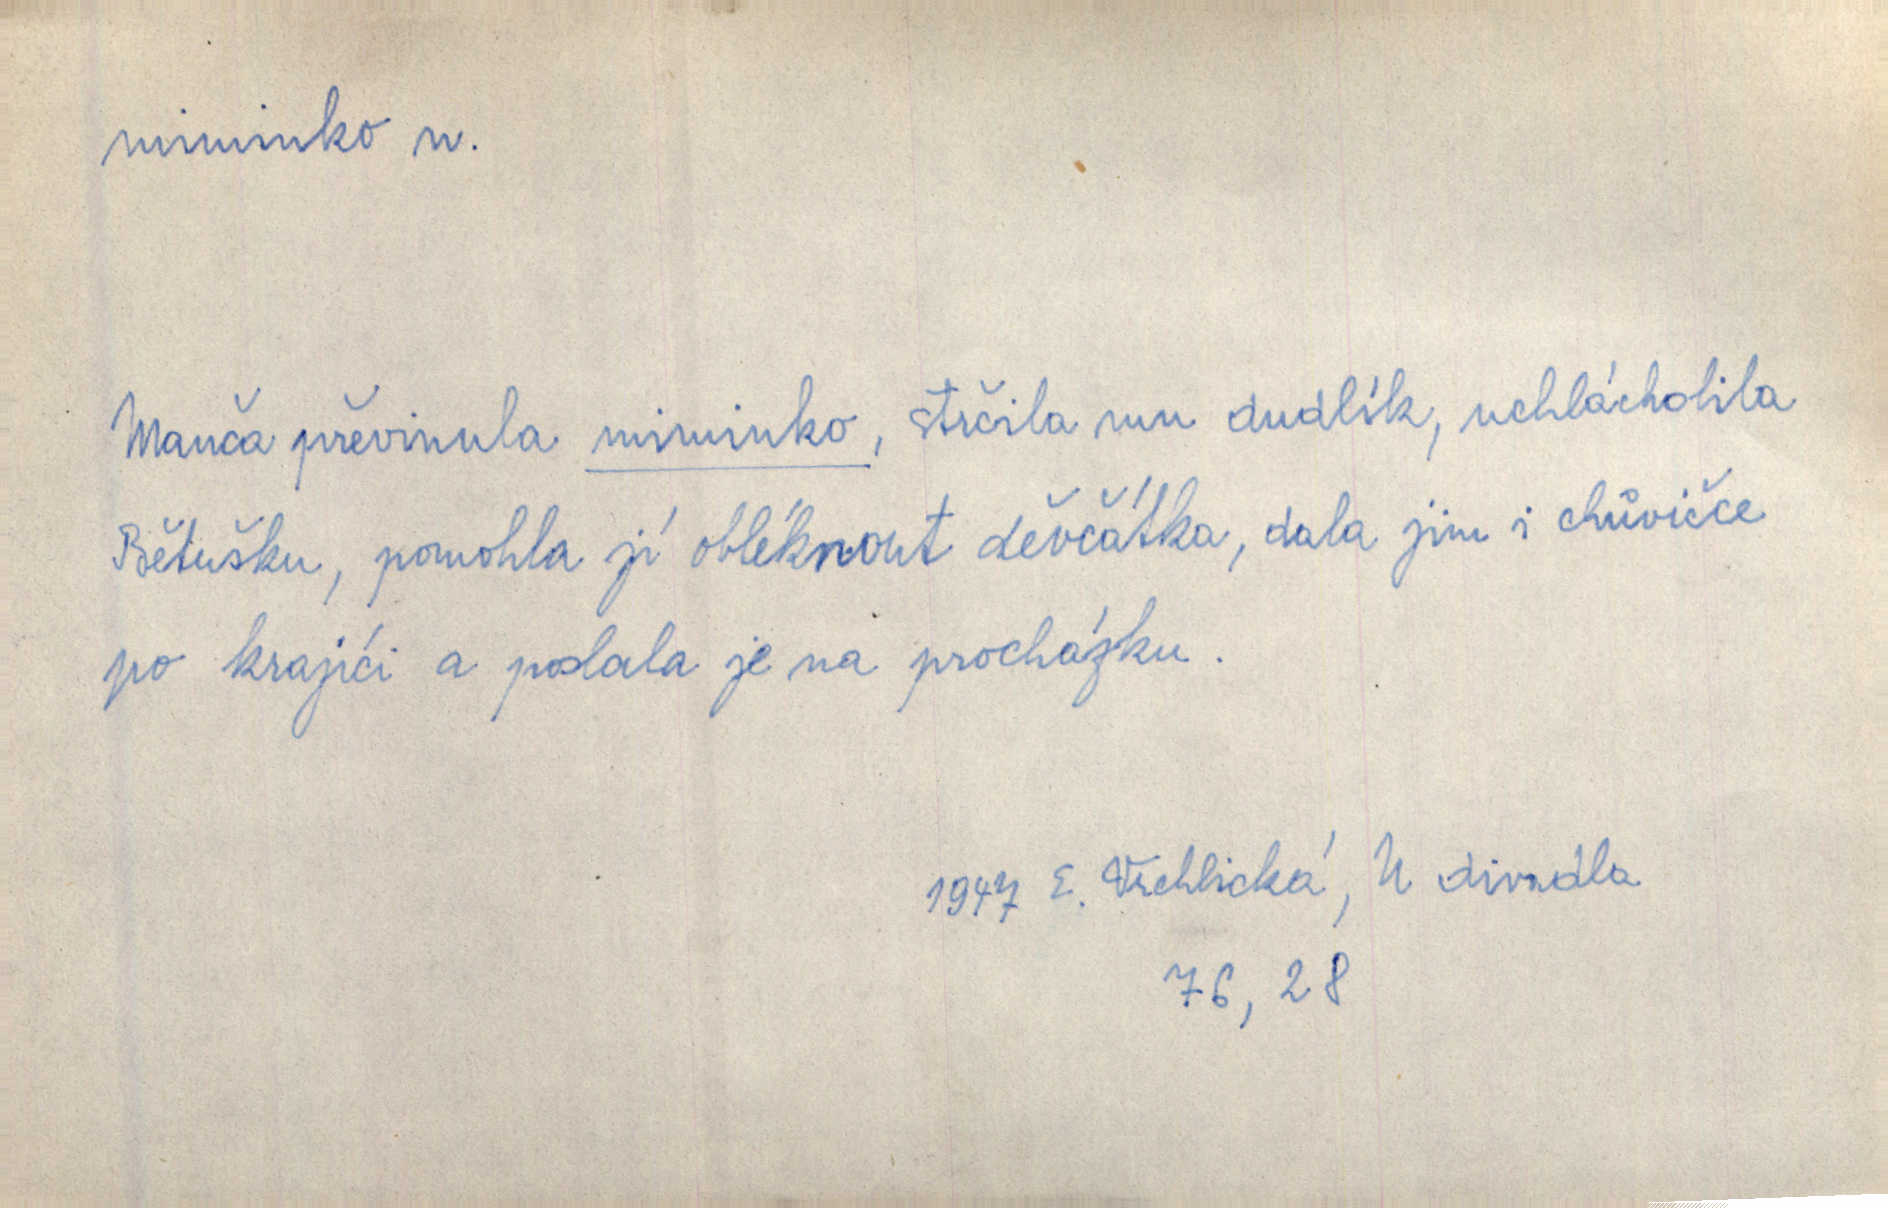 miminko n.
Manča převinula miminko, strčila mu dudlík, uchlácholila
Bětušku, pomohla jí obléknout děvčátka, dala jim i chůvičce
po krajíci a poslala je na procházku.
1947 E. Vrchlická, U divadla
76, 28